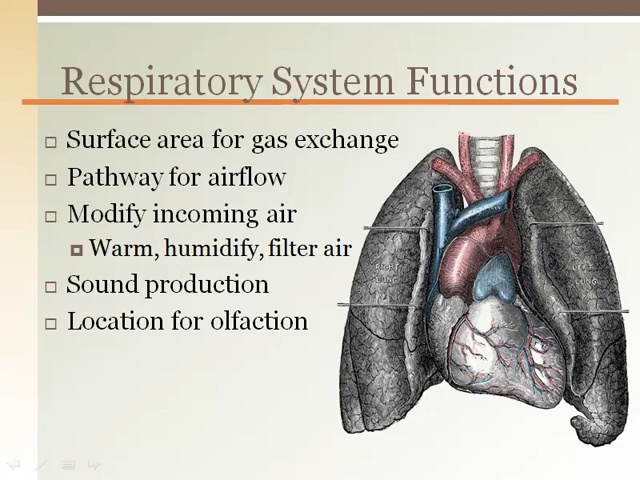 Respiratory System Functions
Surface area for gas exchange
Pathway for airflow
Modify incoming air
Warm, humidify, filter air
Sound production
Location for olfaction